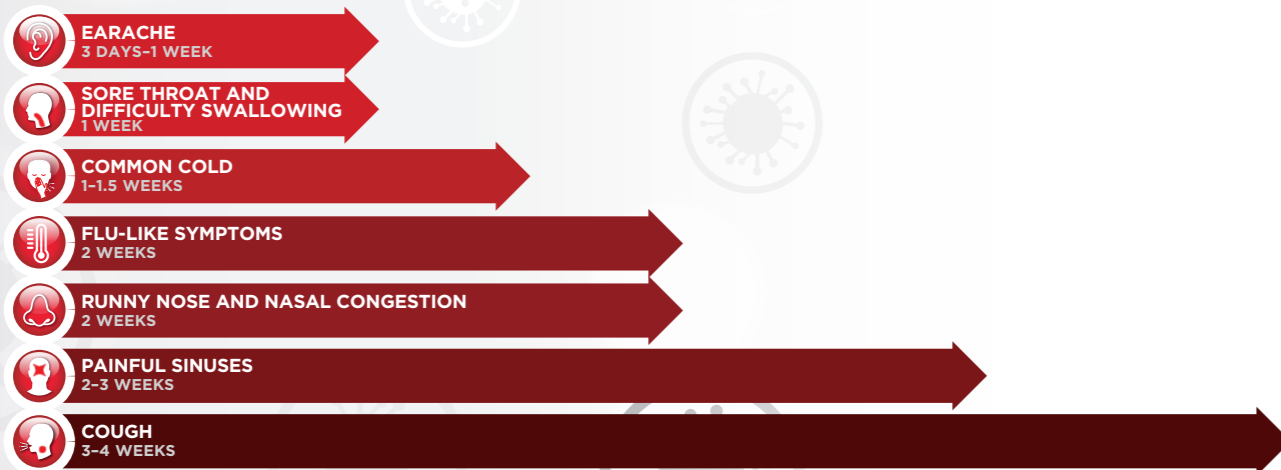 EARACHE
3 DAYS–1 WEEK
SORE THROAT AND
DIFFICULTY SWALLOWING
1 WEEK
COMMON COLD
1–1.5 WEEKS
FLU-LIKE SYMPTOMS
2 WEEKS
RUNNY NOSE AND NASAL CONGESTION
2 WEEKS
PAINFUL SINUSES
2–3 WEEKS
COUGH
3–4 WEEKS